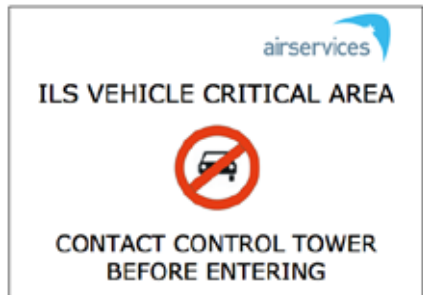 airservices
ILS VEHICLE CRITICAL AREA
CONTACT CONTROL TOWER
BEFORE ENTERING